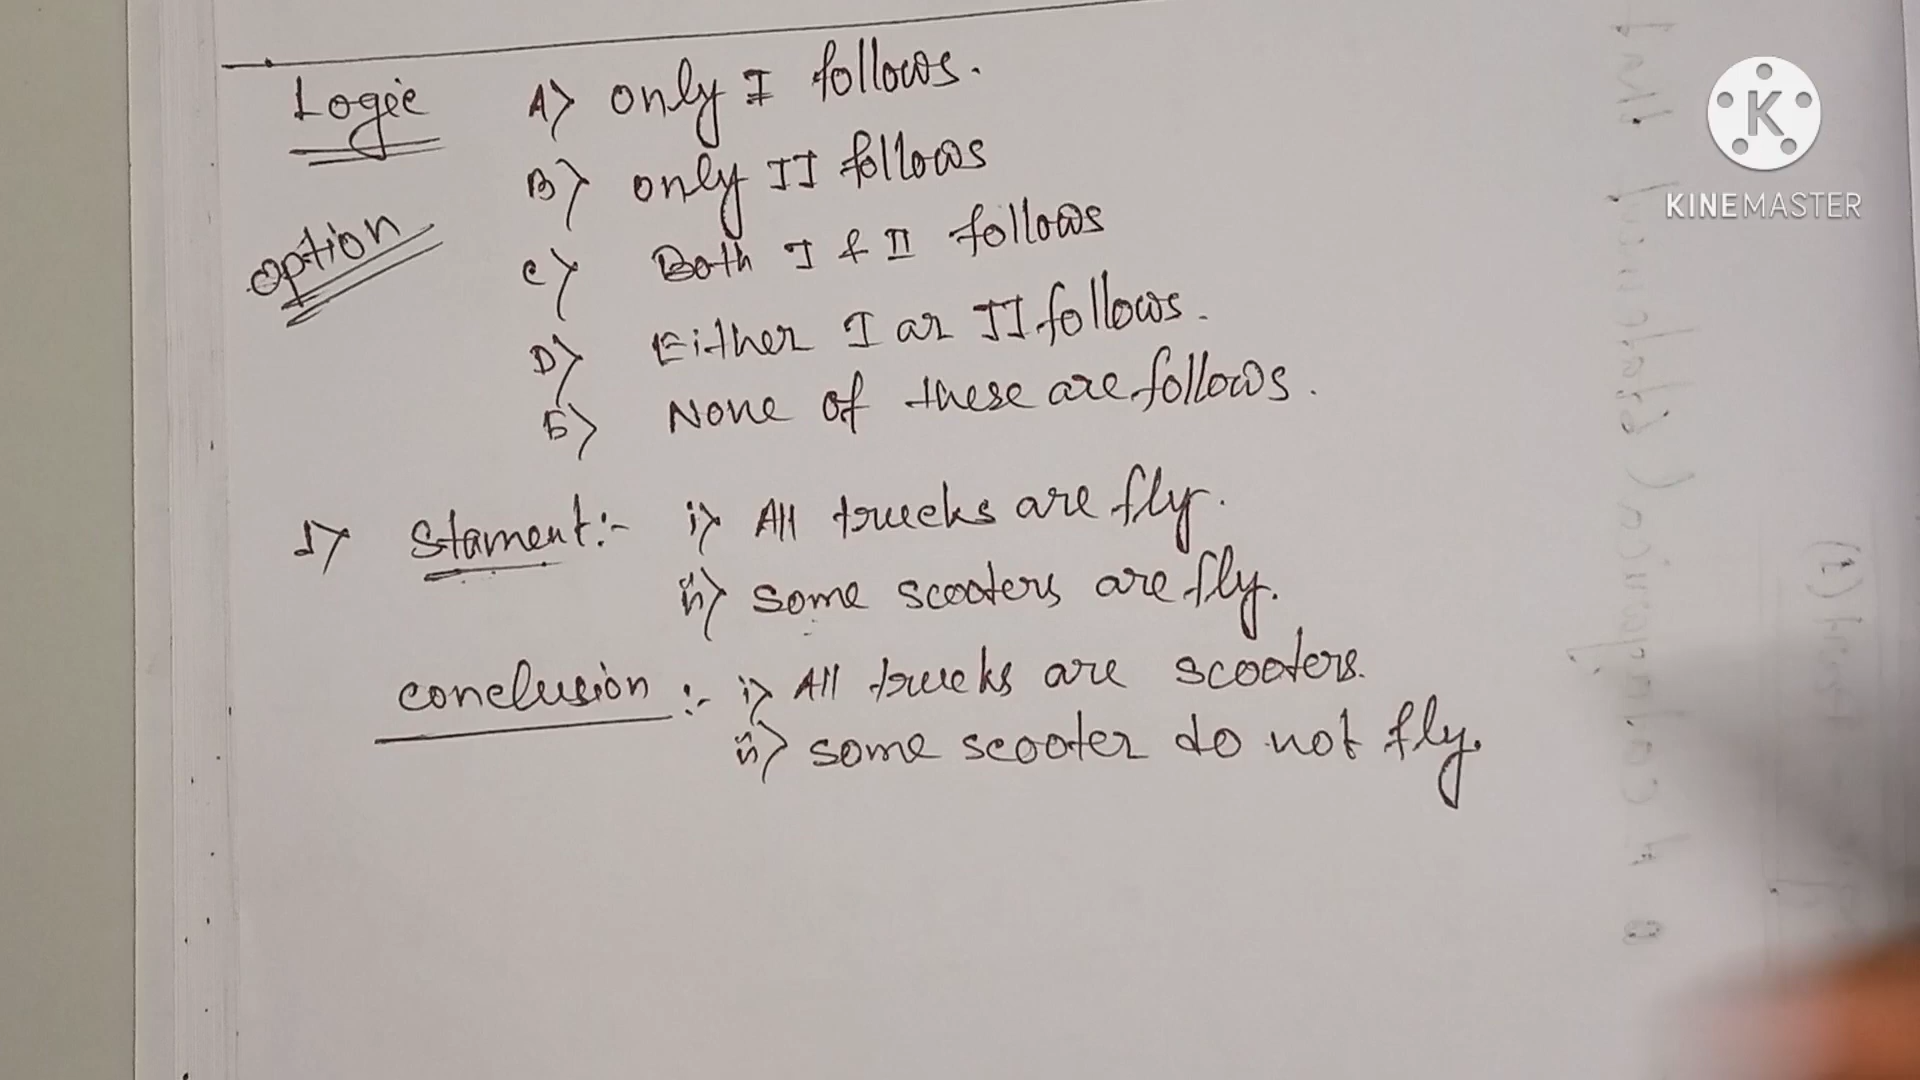 Logic
option
A) only I follows.
B) only II follows
C) Both I & II follows
D) Either I or II follows.
E) None of these are follows.
1) Stament:- i) All trucks are fly.
ii) some scooters are fly.
conclusion :- i) All trucks are scooters.
ii) some scooter do not fly.
K
KINEMASTER